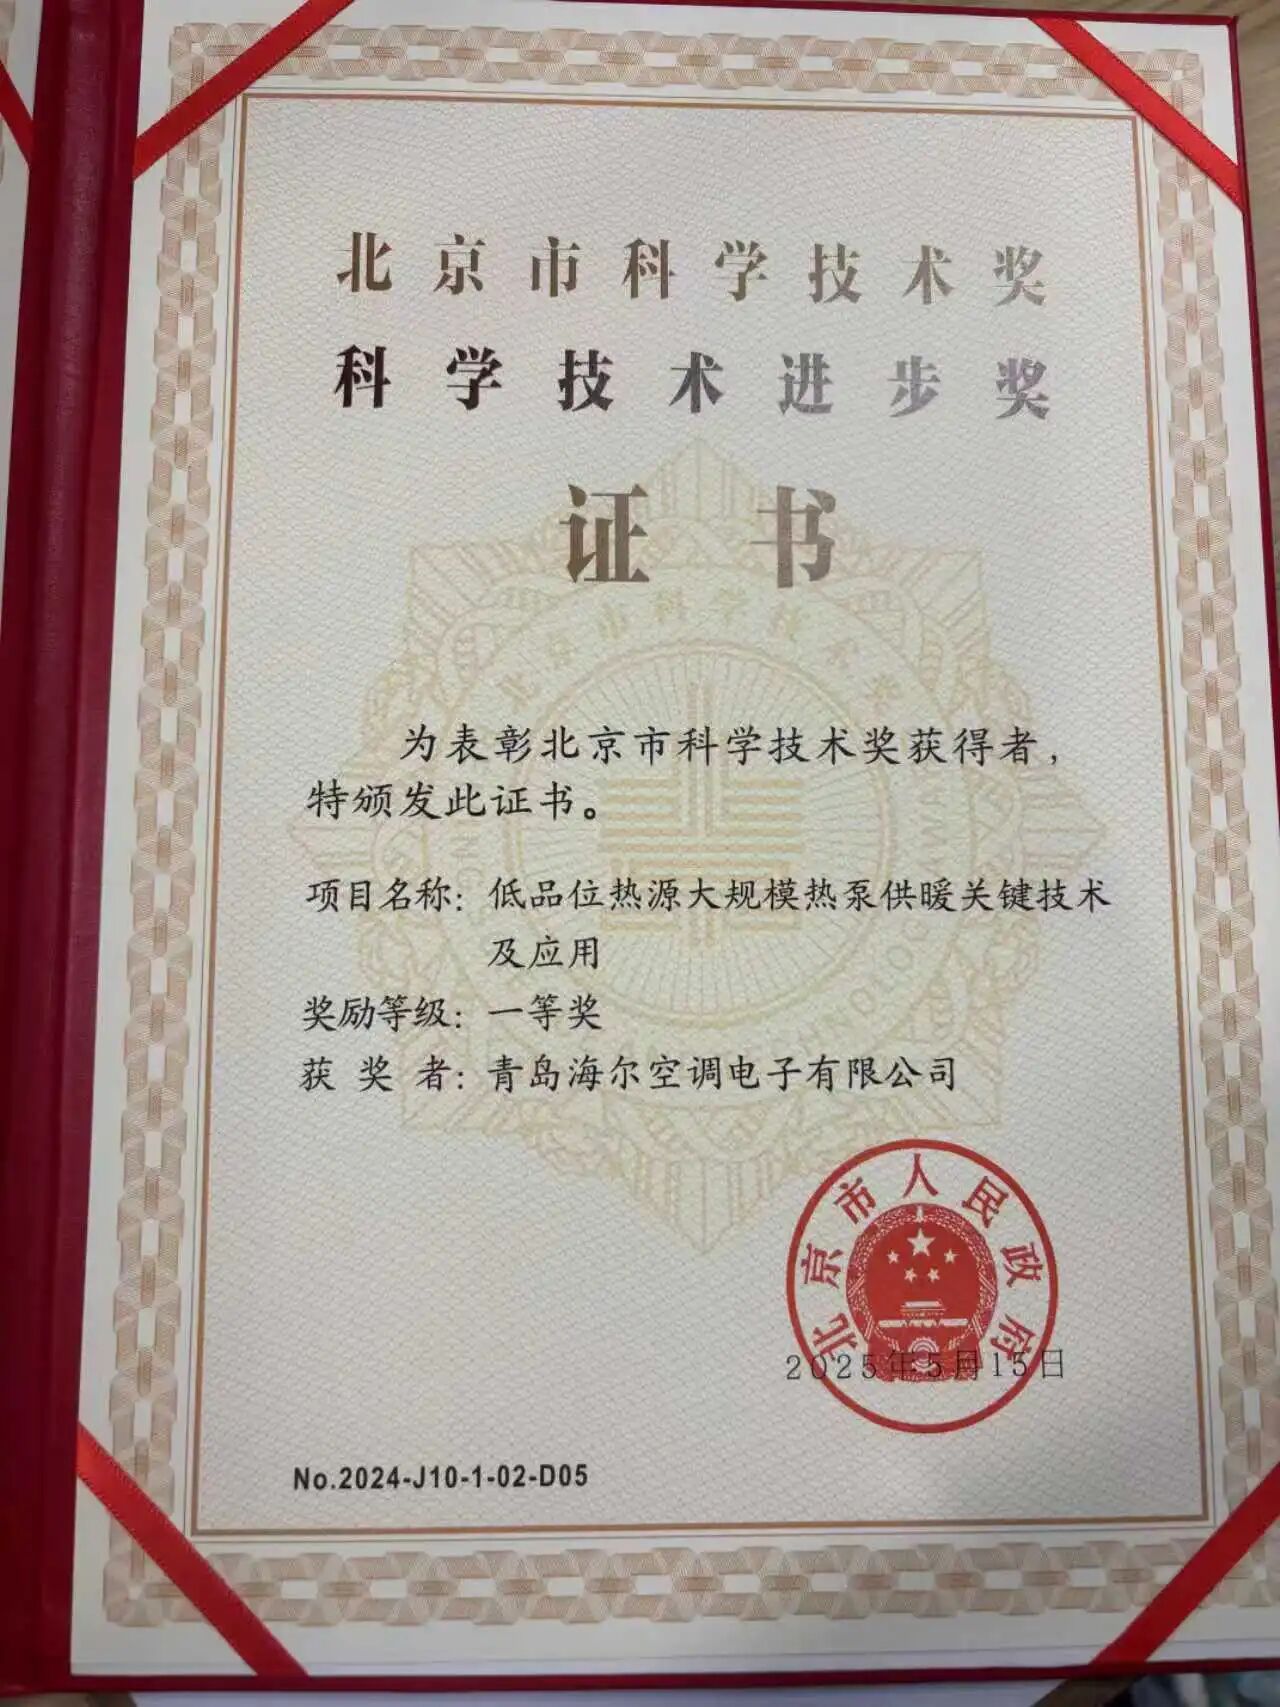 北京市科学技术奖
科学技术进步奖
证书
为表彰北京市科学技术奖获得者，
特颁发此证书。
项目名称：低品位热源大规模热泵供暖关键技术
及应用
奖励等级：一等奖
获奖者：青岛海尔空调电子有限公司
北京市人民政府
2025年5月15日
No.2024-J10-1-02-D05